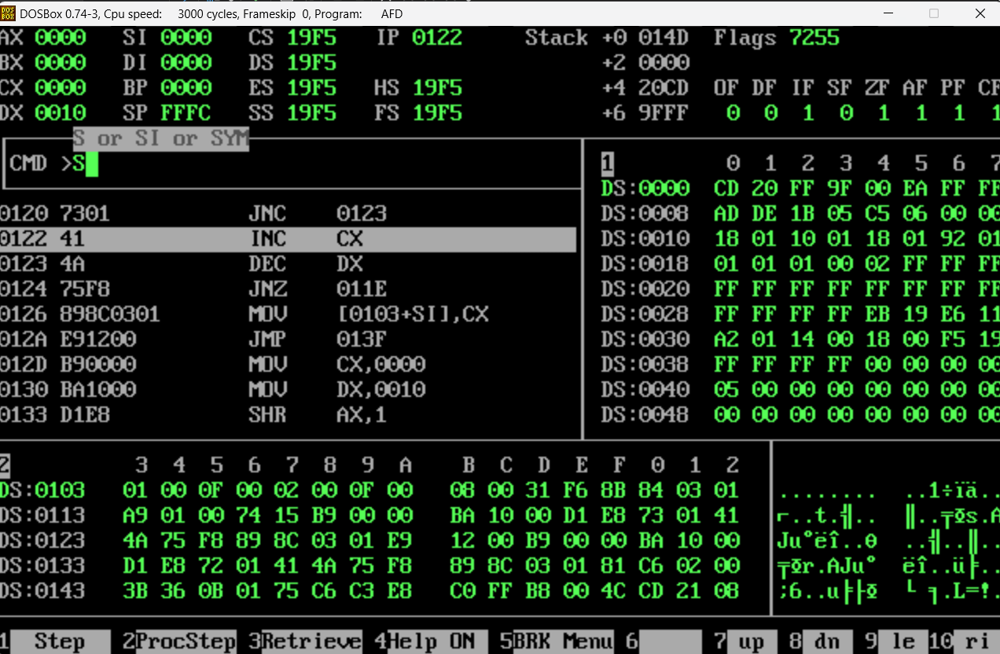 DOSBox 0.74-3, Cpu speed: 3000 cycles, Frameskip 0, Program: AFD
AX 0000 SI 0000 CS 19F5 IP 0122 Stack +0 014D Flags 7255
BX 0000 DI 0000 DS 19F5 +2 0000
CX 0000 BP 0000 ES 19F5 HS 19F5 +4 20CD OF DF IF SF ZF AF PF CF
DX 0010 SP FFFC SS 19F5 FS 19F5 +6 9FFF 0 0 1 0 1 1 1 1
S or SI or SYM
CMD >S
1 0 1 2 3 4 5 6 7
DS:0000 CD 20 FF 9F 00 EA FF FF
0120 7301 JNC 0123 DS:0008 AD DE 1B 05 C5 06 00 00
0122 41 INC CX DS:0010 18 01 10 01 18 01 92 01
0123 4A DEC DX DS:0018 01 01 01 00 02 FF FF FF
0124 75F8 JNZ 011E DS:0020 FF FF FF FF FF FF FF FF
0126 898C0301 MOV [0103+SI],CX DS:0028 FF FF FF FF EB 19 E6 11
012A E91200 JMP 013F DS:0030 A2 01 14 00 18 00 F5 19
012D B90000 MOV CX,0000 DS:0038 FF FF FF FF 00 00 00 00
0130 BA1000 MOV DX,0010 DS:0040 05 00 00 00 00 00 00 00
0133 D1E8 SHR AX,1 DS:0048 00 00 00 00 00 00 00 00
2 3 4 5 6 7 8 9 A B C D E F 0 1 2
DS:0103 01 00 0F 00 02 00 0F 00 08 00 31 F6 8B 84 03 01 ........ ..1÷ïä..
DS:0113 A9 01 00 74 15 B9 00 00 BA 10 00 D1 E8 73 01 41 ⌐..t.╣.. ║..╤Φs.A
DS:0123 4A 75 F8 89 8C 03 01 E9 12 00 B9 00 00 BA 10 00 Ju°ëî..Θ ..╣..║..
DS:0133 D1 E8 72 01 41 4A 75 F8 89 8C 03 01 81 C6 02 00 ╤Φr.AJu° ëî..ü╞..
DS:0143 3B 36 0B 01 75 C6 C3 E8 C0 FF B8 00 4C CD 21 08 ;6..u╞├Φ └ ╕.L═!.
1 Step 2ProcStep 3Retrieve 4Help ON 5BRK Menu 6 7 up 8 dn 9 le 10 ri